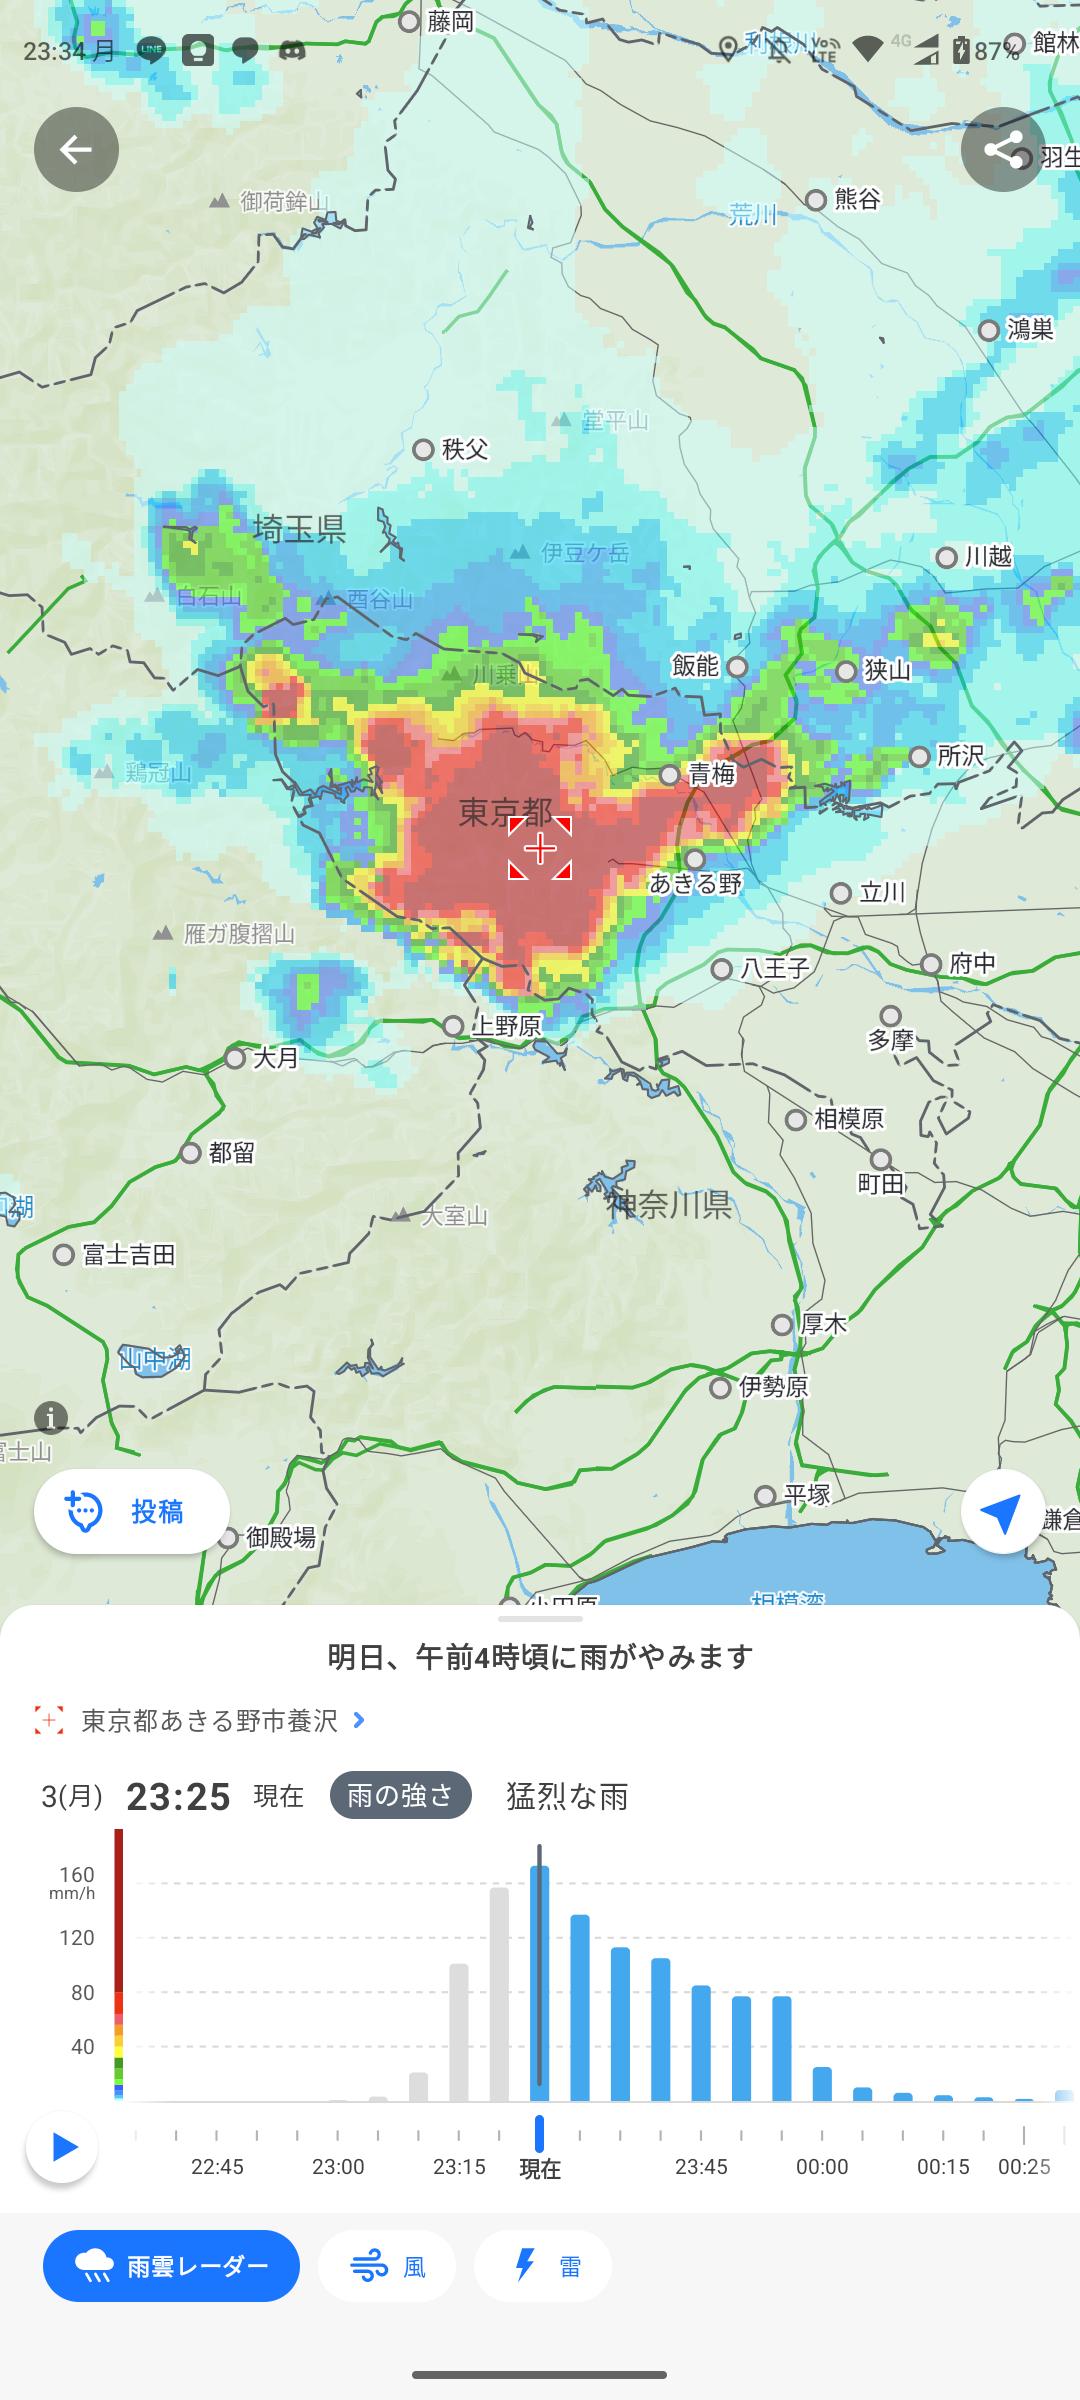 藤岡
23:34 月
LINE
利根川
Vo
LTE
4G
87%
館林
羽生
御荷鉾山
熊谷
荒川
鴻巣
堂平山
秩父
埼玉県
伊豆ケ岳
川越
白石山
酉谷山
飯能
狭山
川乗山
所沢
鶏冠山
青梅
東京都
あきる野
立川
雁ガ腹摺山
八王子
府中
上野原
多摩
大月
相模原
都留
町田
湖
神奈川県
大室山
富士吉田
厚木
山中湖
伊勢原
富士山
平塚
投稿
鎌倉
御殿場
小田原
相模湾
明日、午前4時頃に雨がやみます
東京都あきる野市養沢
3(月) 23:25 現在 雨の強さ 猛烈な雨
160
mm/h
120
80
40
22:45 23:00 23:15 現在 23:45 00:00 00:15 00:25
雨雲レーダー 風 雷